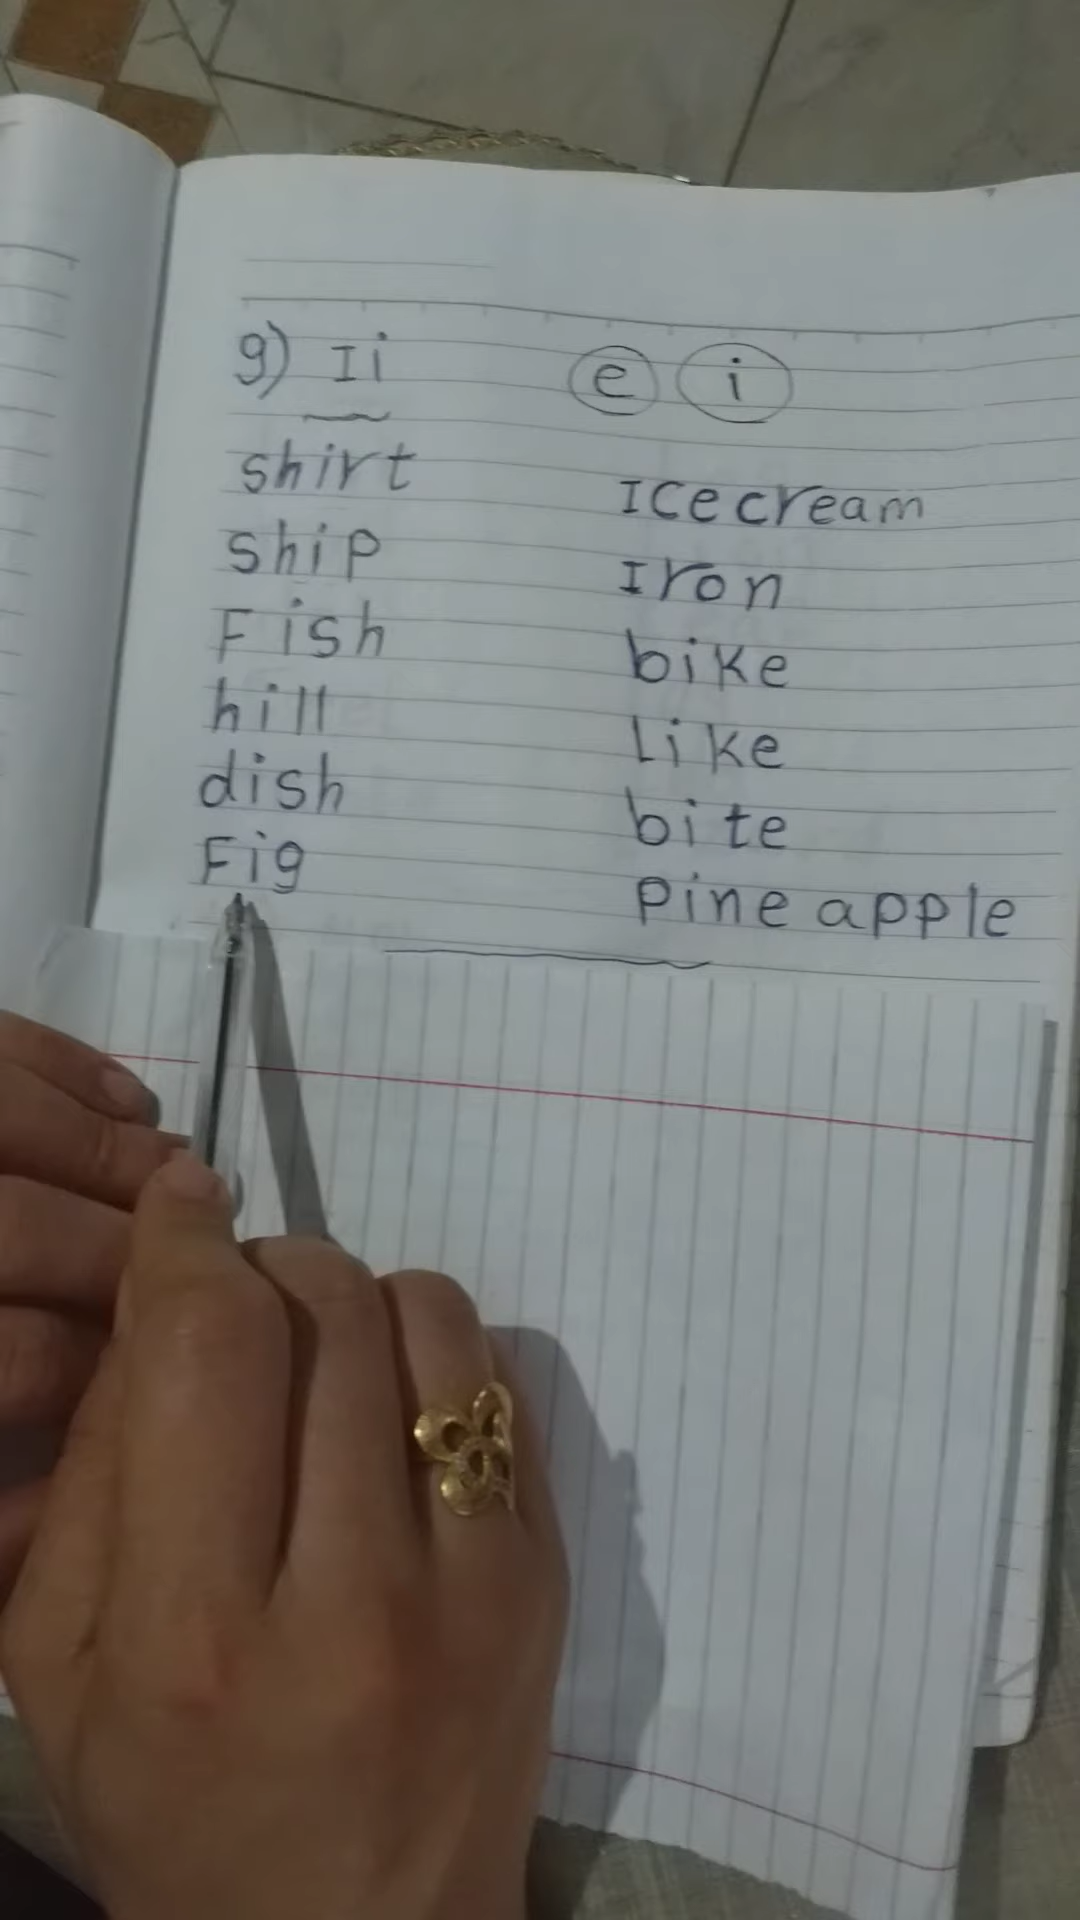 9) Ii
e i
shirt
ship
Fish
hill
dish
Fig
Icecream
Iron
bike
Like
bite
Pine apple